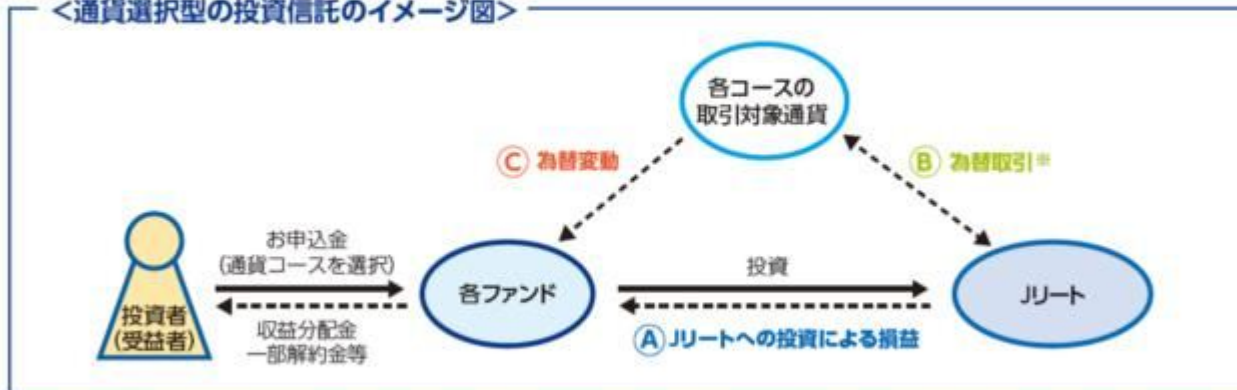 <通貨選択型の投資信託のイメージ図>
各コースの
取引対象通貨
Ⓒ 為替変動
Ⓑ 為替取引※
お申込金
(通貨コースを選択)
投資
投資者
(受益者)
各ファンド
Jリート
収益分配金
一部解約金等
Ⓐ Jリートへの投資による損益